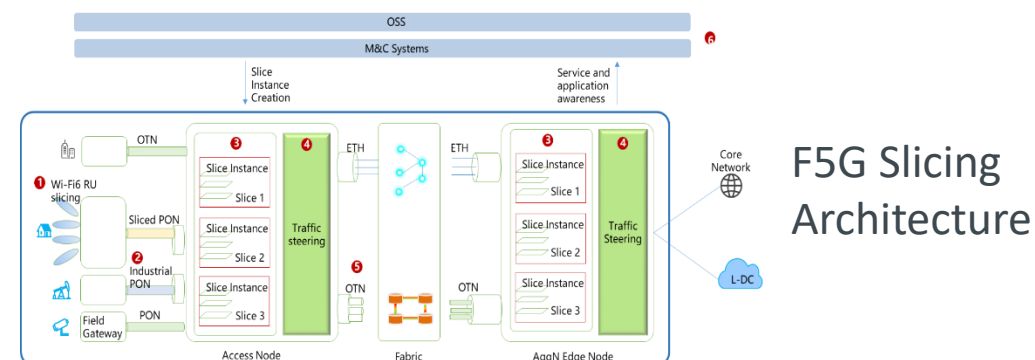 OSS
M&C Systems
6
Slice
Instance
Creation
Service and
application
awareness
OTN
1 Wi-Fi6 RU
slicing
Sliced PON
2
Industrial
PON
PON
Field
Gateway
3
Slice Instance
Slice 1
Slice Instance
Slice 2
Slice Instance
Slice 3
4
Traffic
steering
Access Node
ETH
5
OTN
Fabric
ETH
OTN
3
Slice Instance
Slice 1
Slice Instance
Slice 2
Slice Instance
Slice 3
4
Traffic
Steering
AggN Edge Node
Core
Network
L-DC
F5G Slicing
Architecture